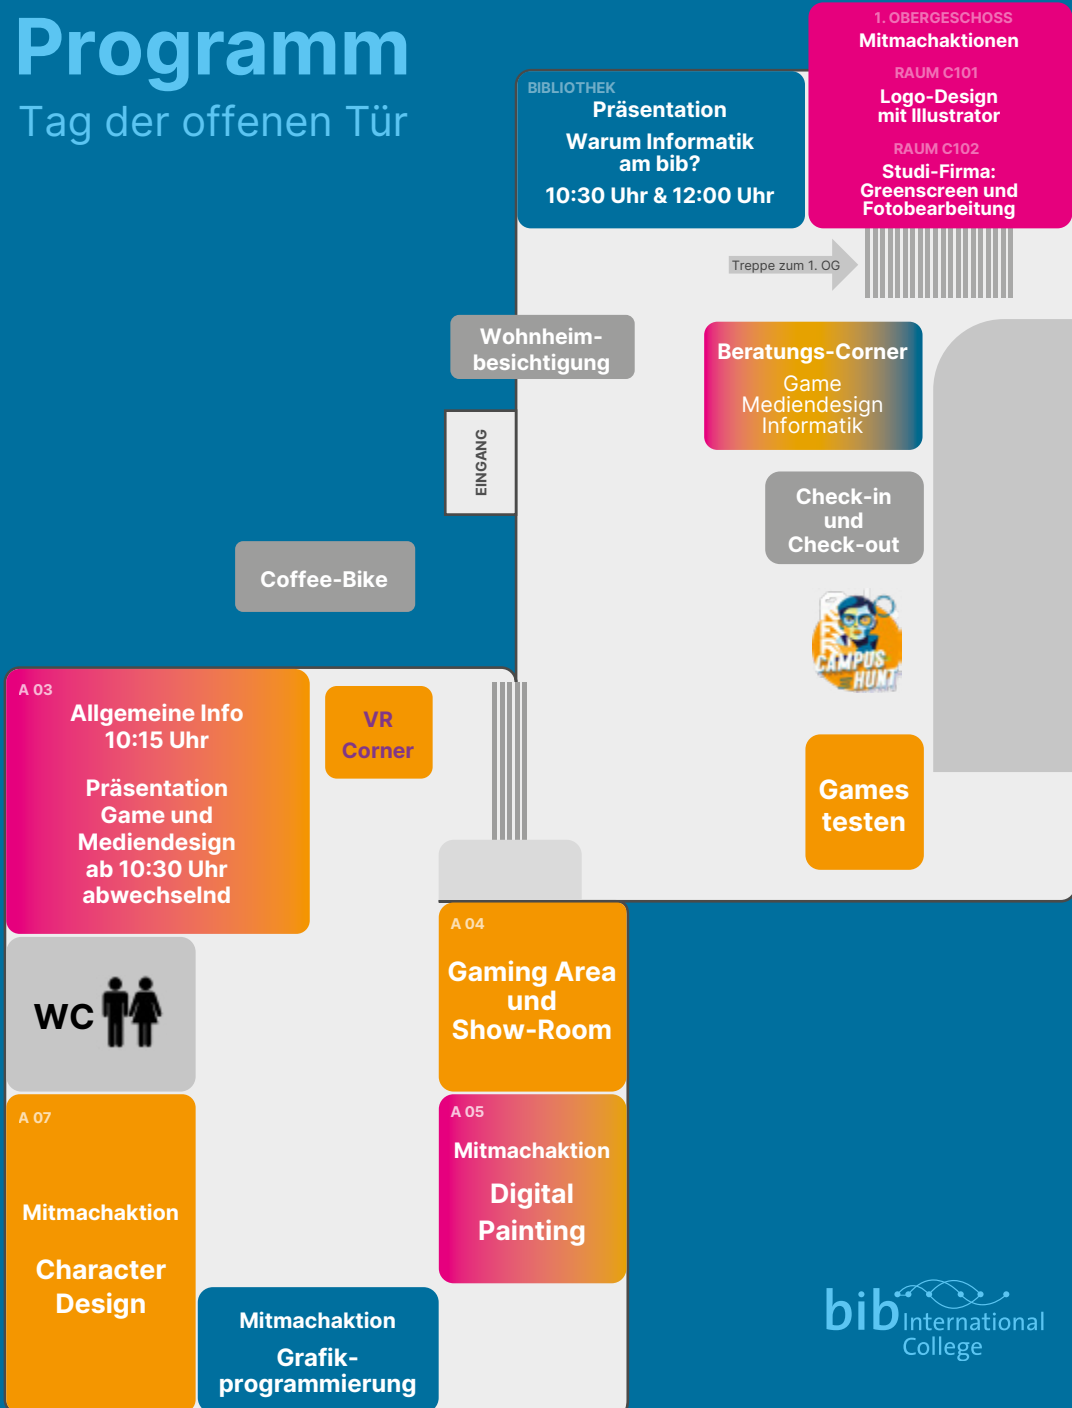 Programm
Tag der offenen Tür
1. OBERGESCHOSS
Mitmachaktionen
RAUM C101
Logo-Design
mit Illustrator
RAUM C102
Studi-Firma:
Greenscreen und
Fotobearbeitung
BIBLIOTHEK
Präsentation
Warum Informatik
am bib?
10:30 Uhr & 12:00 Uhr
Treppe zum 1. OG
Wohnheim-
besichtigung
Beratungs-Corner
Game
Mediendesign
Informatik
EINGANG
Check-in
und
Check-out
Coffee-Bike
CAMPUS
HUNT
A 03
Allgemeine Info
10:15 Uhr
Präsentation
Game und
Mediendesign
ab 10:30 Uhr
abwechselnd
VR
Corner
Games
testen
A 04
Gaming Area
und
Show-Room
WC
A 07
Mitmachaktion
Character
Design
A 05
Mitmachaktion
Digital
Painting
Mitmachaktion
Grafik-
programmierung
bib International
College